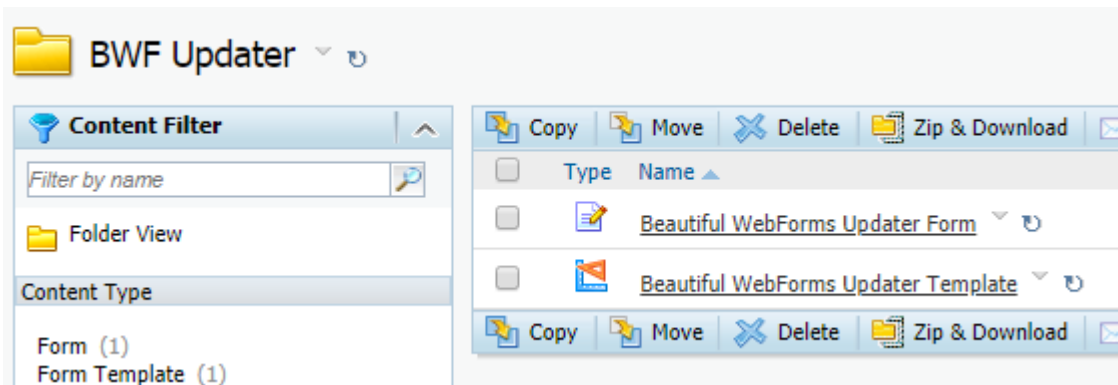 BWF Updater
Content Filter
Filter by name
Folder View
Content Type
Form (1)
Form Template (1)
Copy Move Delete Zip & Download
Type Name
Beautiful WebForms Updater Form
Beautiful WebForms Updater Template
Copy Move Delete Zip & Download